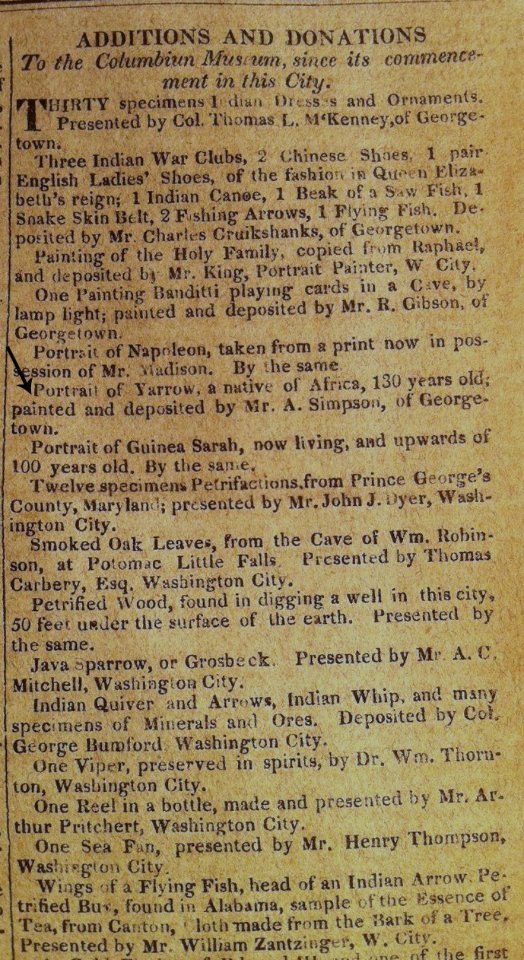 ADDITIONS AND DONATIONS
To the Columbiun Museum, since its commence-
ment in this City.
THIRTY specimens Indian Dresses and Ornaments.
Presented by Col. Thomas L. M'Kenney, of George-
town.
Three Indian War Clubs, 2 Chinese Shoes, 1 pair
English Ladies' Shoes, of the fashion in Queen Eliza-
beth's reign; 1 Indian Canoe, 1 Beak of a Saw Fish, 1
Snake Skin Belt, 2 Fishing Arrows, 1 Flying Fish. De-
posited by Mr. Charles Cruikshanks, of Georgetown.
Painting of the Holy Family, copied from Raphael,
and deposited by Mr. King, Portrait Painter, W City.
One Painting Banditti playing cards in a Cave, by
lamp light; painted and deposited by Mr. R. Gibson, of
Georgetown.
Portrait of Napoleon, taken from a print now in pos-
session of Mr. Madison. By the same
Portrait of Yarrow, a native of Africa, 130 years old;
painted and deposited by Mr. A. Simpson, of George-
town.
Portrait of Guinea Sarah, now living, and upwards of
100 years old. By the same.
Twelve specimens Petrifactions, from Prince George's
County, Maryland; presented by Mr. John J. Dyer, Wash-
ington City.
Smoked Oak Leaves, from the Cave of Wm. Robin-
son, at Potomac Little Falls. Presented by Thomas
Carbery, Esq. Washington City.
Petrified Wood, found in digging a well in this city,
50 feet under the surface of the earth. Presented by
the same.
Java Sparrow, or Grosbeck. Presented by Mr. A. C.
Mitchell, Washington City.
Indian Quiver and Arrows, Indian Whip, and many
specimens of Minerals and Ores. Deposited by Col.
George Bumford, Washington City.
One Viper, preserved in spirits, by Dr. Wm. Thorn-
ton, Washington City.
One Reel in a bottle, made and presented by Mr. Ar-
thur Pritchert, Washington City.
One Sea Fan, presented by Mr. Henry Thompson,
Washington City.
Wings of a Flying Fish, head of an Indian Arrow, Pe-
trified Bur, found in Alabama, sample of the Essence of
Tea, from Canton, Cloth made from the Bark of a Tree.
Presented by Mr. William Zantzinger, W. City.
one of the first